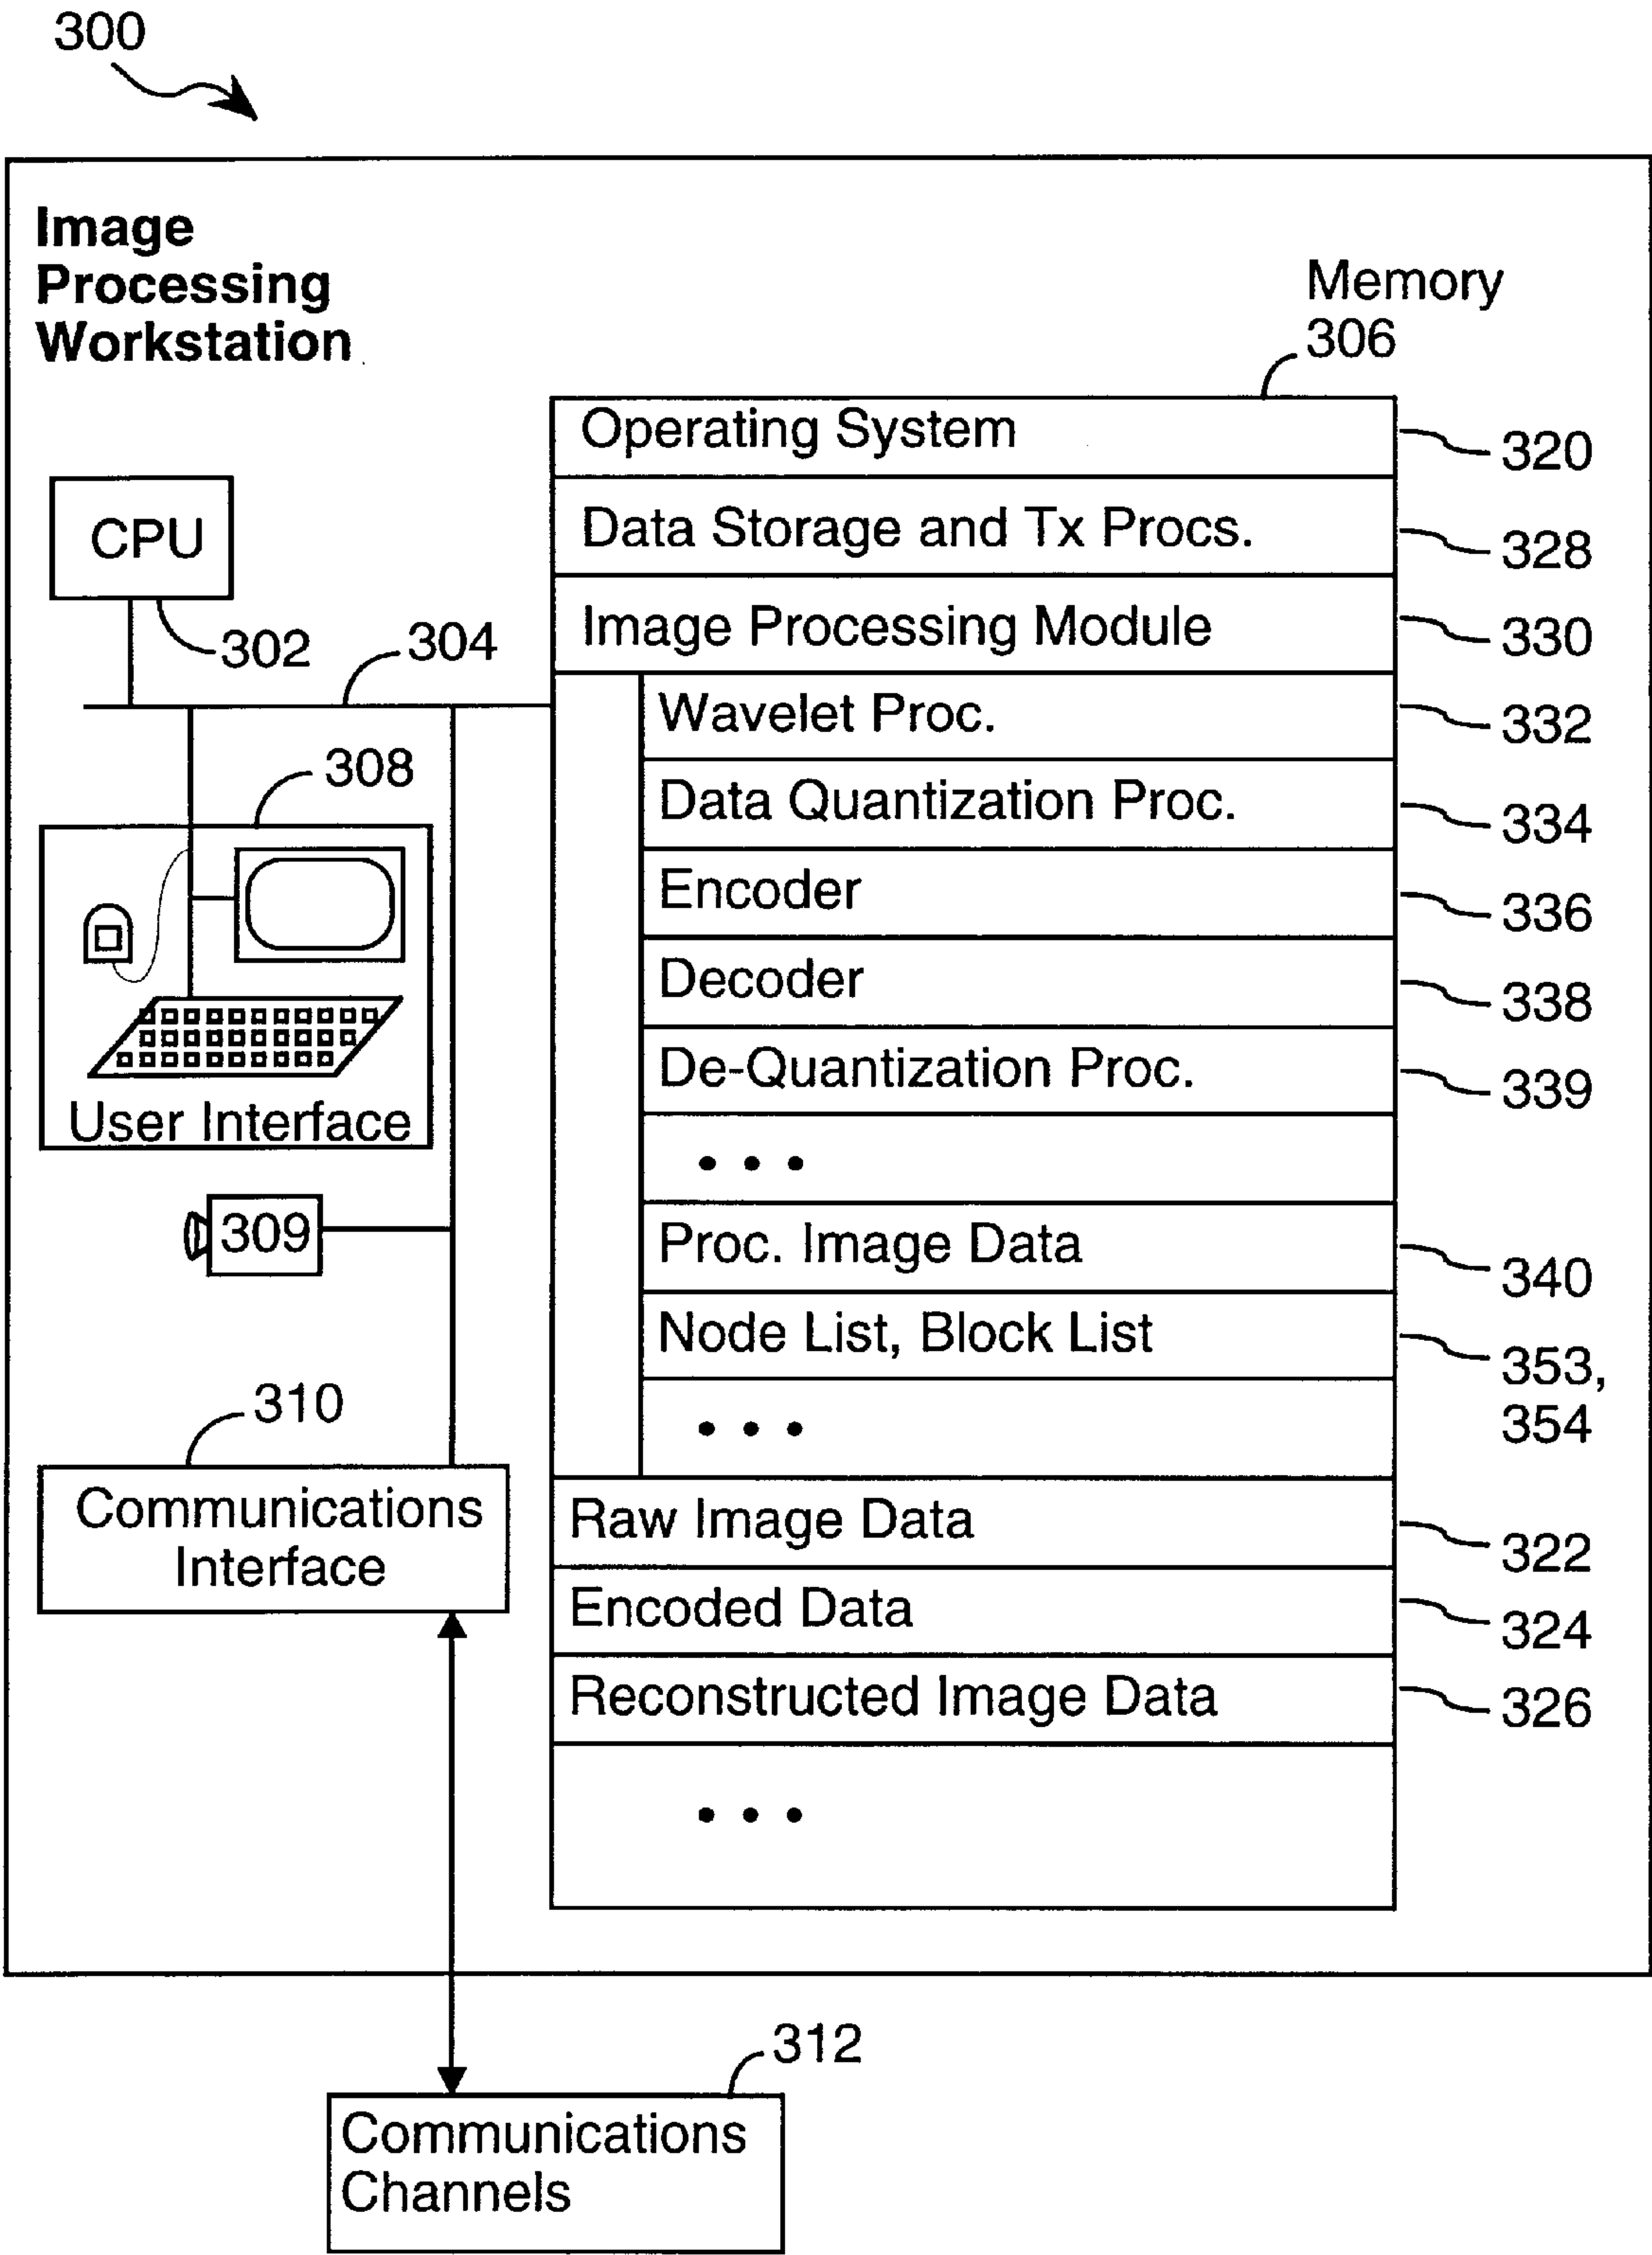 300
Image
Processing
Workstation
Memory
306
Operating System
320
CPU
Data Storage and Tx Procs.
328
302
304
Image Processing Module
330
Wavelet Proc.
332
308
Data Quantization Proc.
334
Encoder
336
Decoder
338
De-Quantization Proc.
339
User Interface
• • •
309
Proc. Image Data
340
Node List, Block List
353,
354
310
• • •
Communications
Interface
Raw Image Data
322
Encoded Data
324
Reconstructed Image Data
326
• • •
312
Communications
Channels